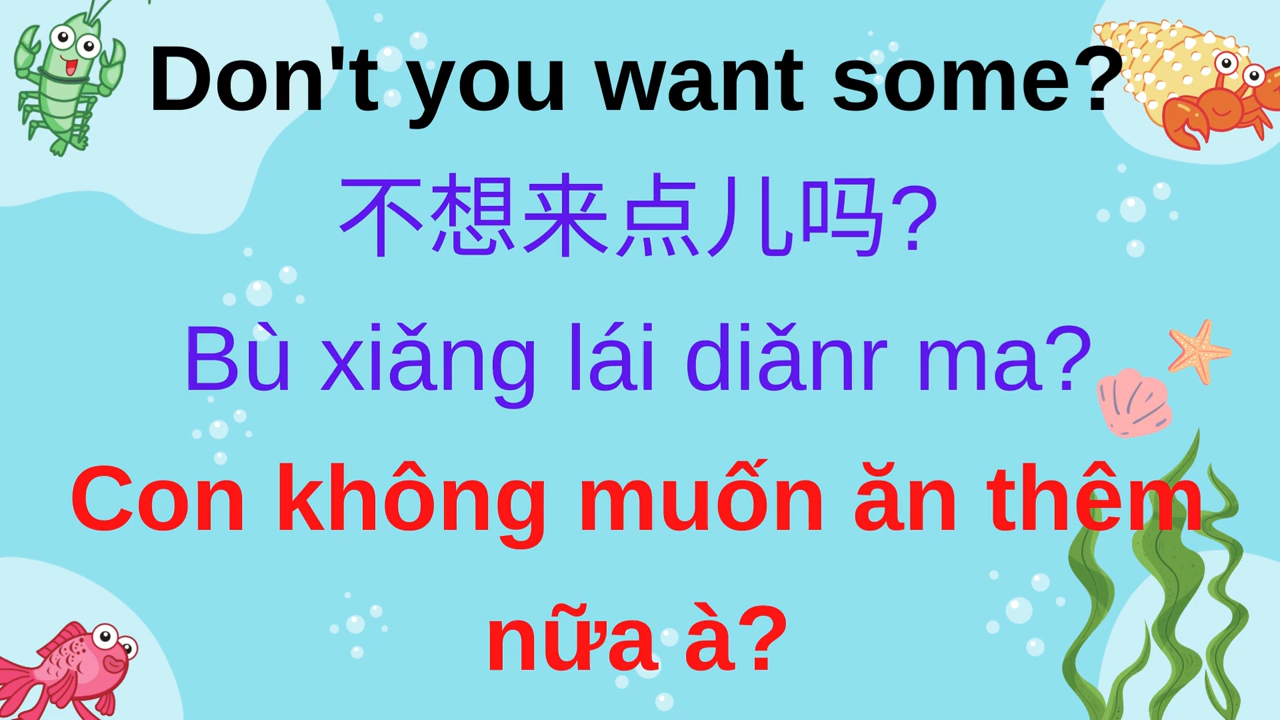 Don't you want some?
不想来点儿吗?
Bù xiǎng lái diǎnr ma?
Con không muốn ăn thêm
nữa à?